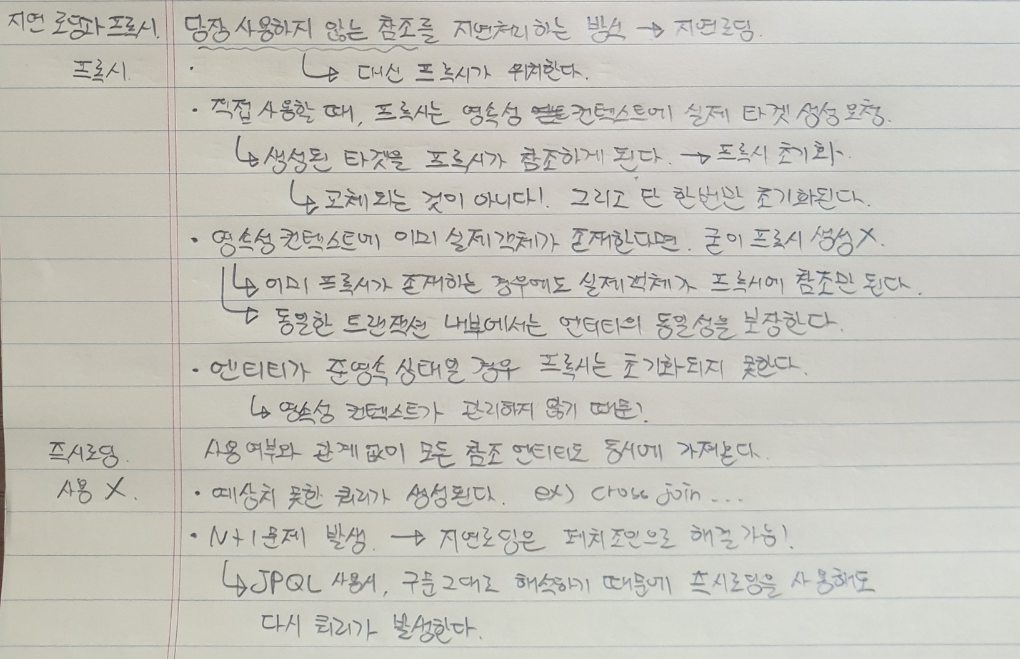 지연 로딩과 프록시. 당장 사용하지 않는 참조를 지연처리하는 방식 → 지연로딩.
프록시 · ↳ 대신 프록시가 위치한다.
· 직접 사용할 때, 프록시는 영속성 컨텍스트에 실제 타겟 생성 요청.
↳ 생성된 타겟을 프록시가 참조하게 된다. → 프록시 초기화.
↳ 교체되는 것이 아니다!. 그리고 단 한번만 초기화된다.
· 영속성 컨텍스트에 이미 실제객체가 존재한다면. 굳이 프록시 생성 X.
↳ 이미 프록시가 존재하는 경우에도 실제객체가 프록시에 참조만 된다.
↳ 동일한 트랜잭션 내부에서는 엔티티의 동일성을 보장한다.
· 엔티티가 준영속 상태일 경우 프록시는 초기화되지 못한다.
↳ 영속성 컨텍스트가 관리하지 않기 때문!
즉시로딩. 사용여부와 관계없이 모든 참조 엔티티도 동시에 가져온다.
사용 X. · 예상치 못한 쿼리가 생성된다. ex) cross join ...
· N+1 문제 발생. → 지연로딩은 페치조인으로 해결가능!
↳ JPQL 사용시, 구문그대로 해석하기 때문에 즉시로딩을 사용해도
다시 쿼리가 발생한다.